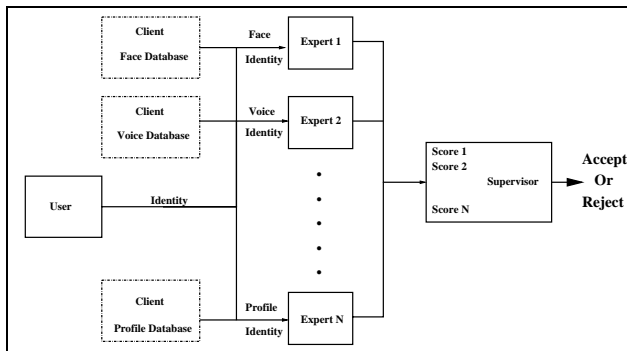 Client
Face Database
Face
Identity
Expert 1
Client
Voice Database
Voice
Identity
Expert 2
User
Identity
Score 1
Score 2
Supervisor
Score N
Accept
Or
Reject
Client
Profile Database
Profile
Identity
Expert N